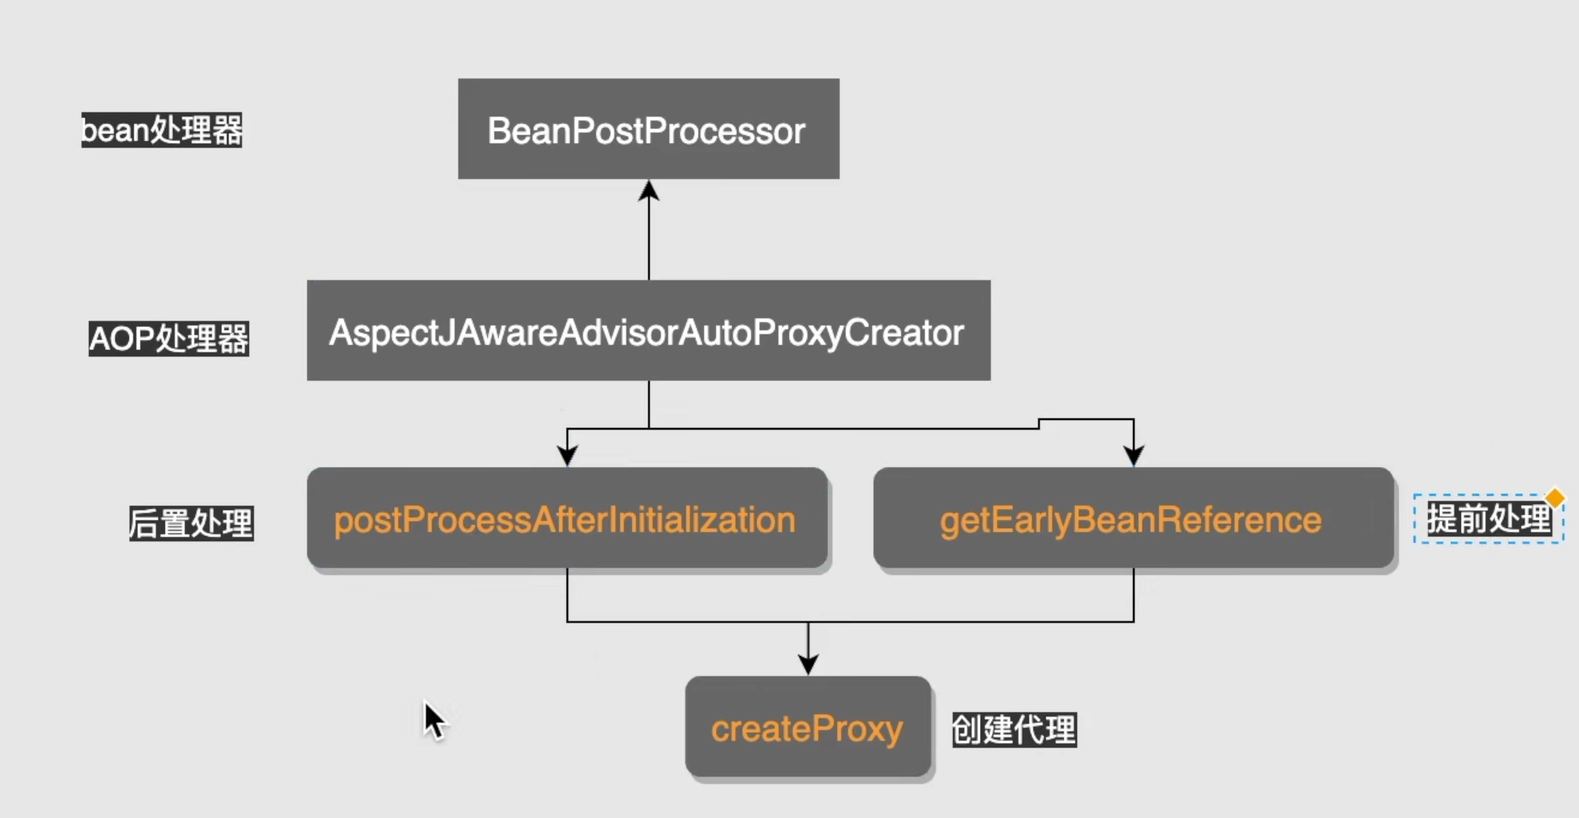 bean处理器
BeanPostProcessor
AOP处理器
AspectJAwareAdvisorAutoProxyCreator
后置处理
postProcessAfterInitialization
getEarlyBeanReference
提前处理
createProxy
创建代理